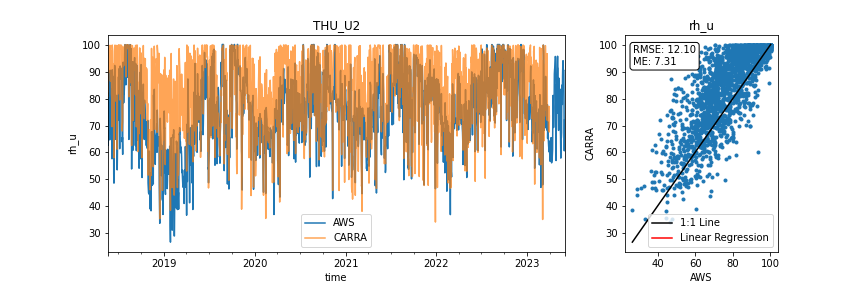 THU_U2
rh_u
100
90
80
70
60
50
40
30
rh_u
2019
2020
2021
2022
2023
time
AWS
CARRA
100
90
80
70
60
50
40
30
CARRA
RMSE: 12.10
ME: 7.31
1:1 Line
Linear Regression
40
60
80
100
AWS